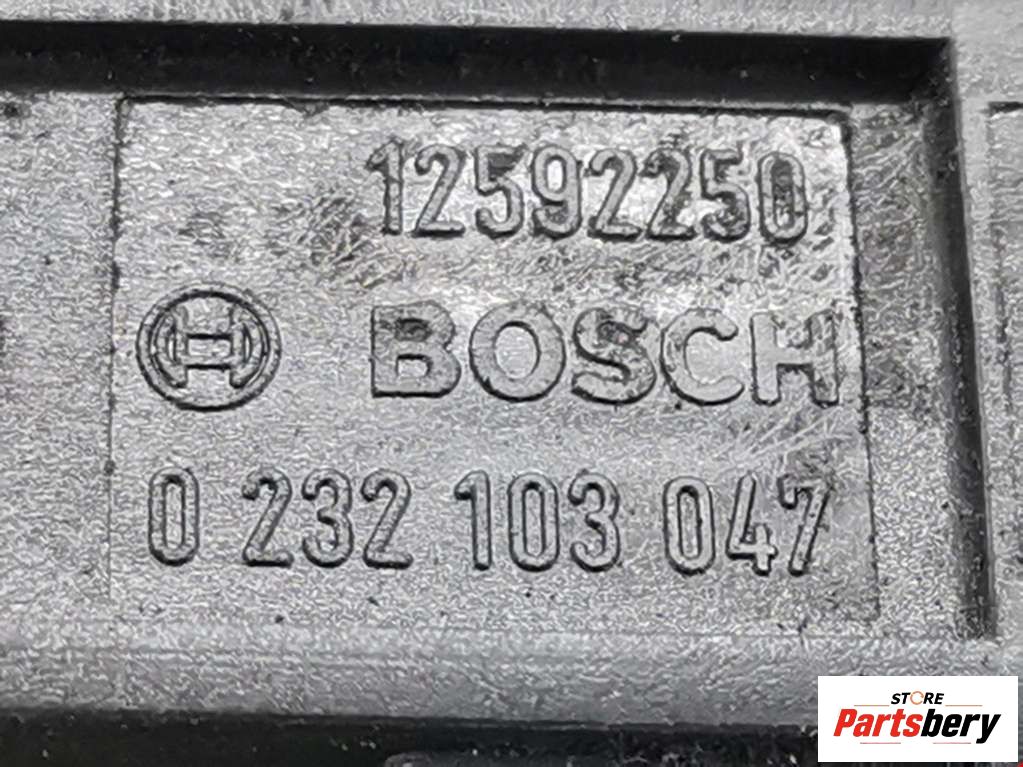 12592250
BOSCH
0 232 103 047
STORE
Partsbery